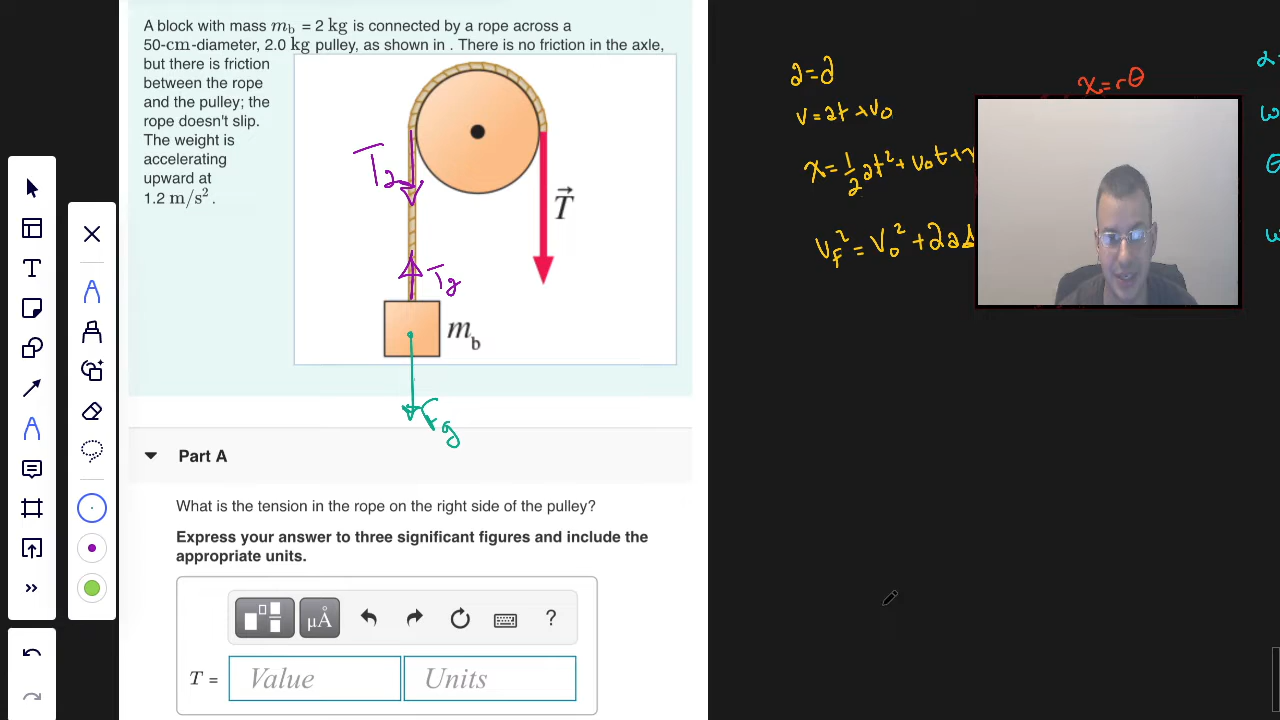 A block with mass m_b = 2 kg is connected by a rope across a
50-cm-diameter, 2.0 kg pulley, as shown in . There is no friction in the axle,
but there is friction
between the rope
and the pulley; the
rope doesn't slip.
The weight is
accelerating
upward at
1.2 m/s².
T₂
T⃗
T₂
m_b
Fg
Part A
What is the tension in the rope on the right side of the pulley?
Express your answer to three significant figures and include the
appropriate units.
μÅ
?
T = Value Units
T
a=a
v=at+v₀
x=½at²+v₀t+
v_F²=v₀²+2a
x=rθ
α=
ω
θ
ω